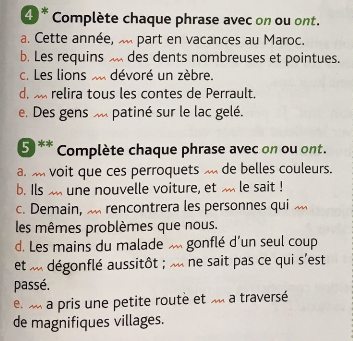 4 * Complète chaque phrase avec on ou ont.
a. Cette année, ... part en vacances au Maroc.
b. Les requins ... des dents nombreuses et pointues.
c. Les lions ... dévoré un zèbre.
d. ... relira tous les contes de Perrault.
e. Des gens ... patiné sur le lac gelé.
5 ** Complète chaque phrase avec on ou ont.
a. ... voit que ces perroquets ... de belles couleurs.
b. Ils ... une nouvelle voiture, et ... le sait !
c. Demain, ... rencontrera les personnes qui ...
les mêmes problèmes que nous.
d. Les mains du malade ... gonflé d'un seul coup
et ... dégonflé aussitôt ; ... ne sait pas ce qui s'est
passé.
e. ... a pris une petite route et ... a traversé
de magnifiques villages.